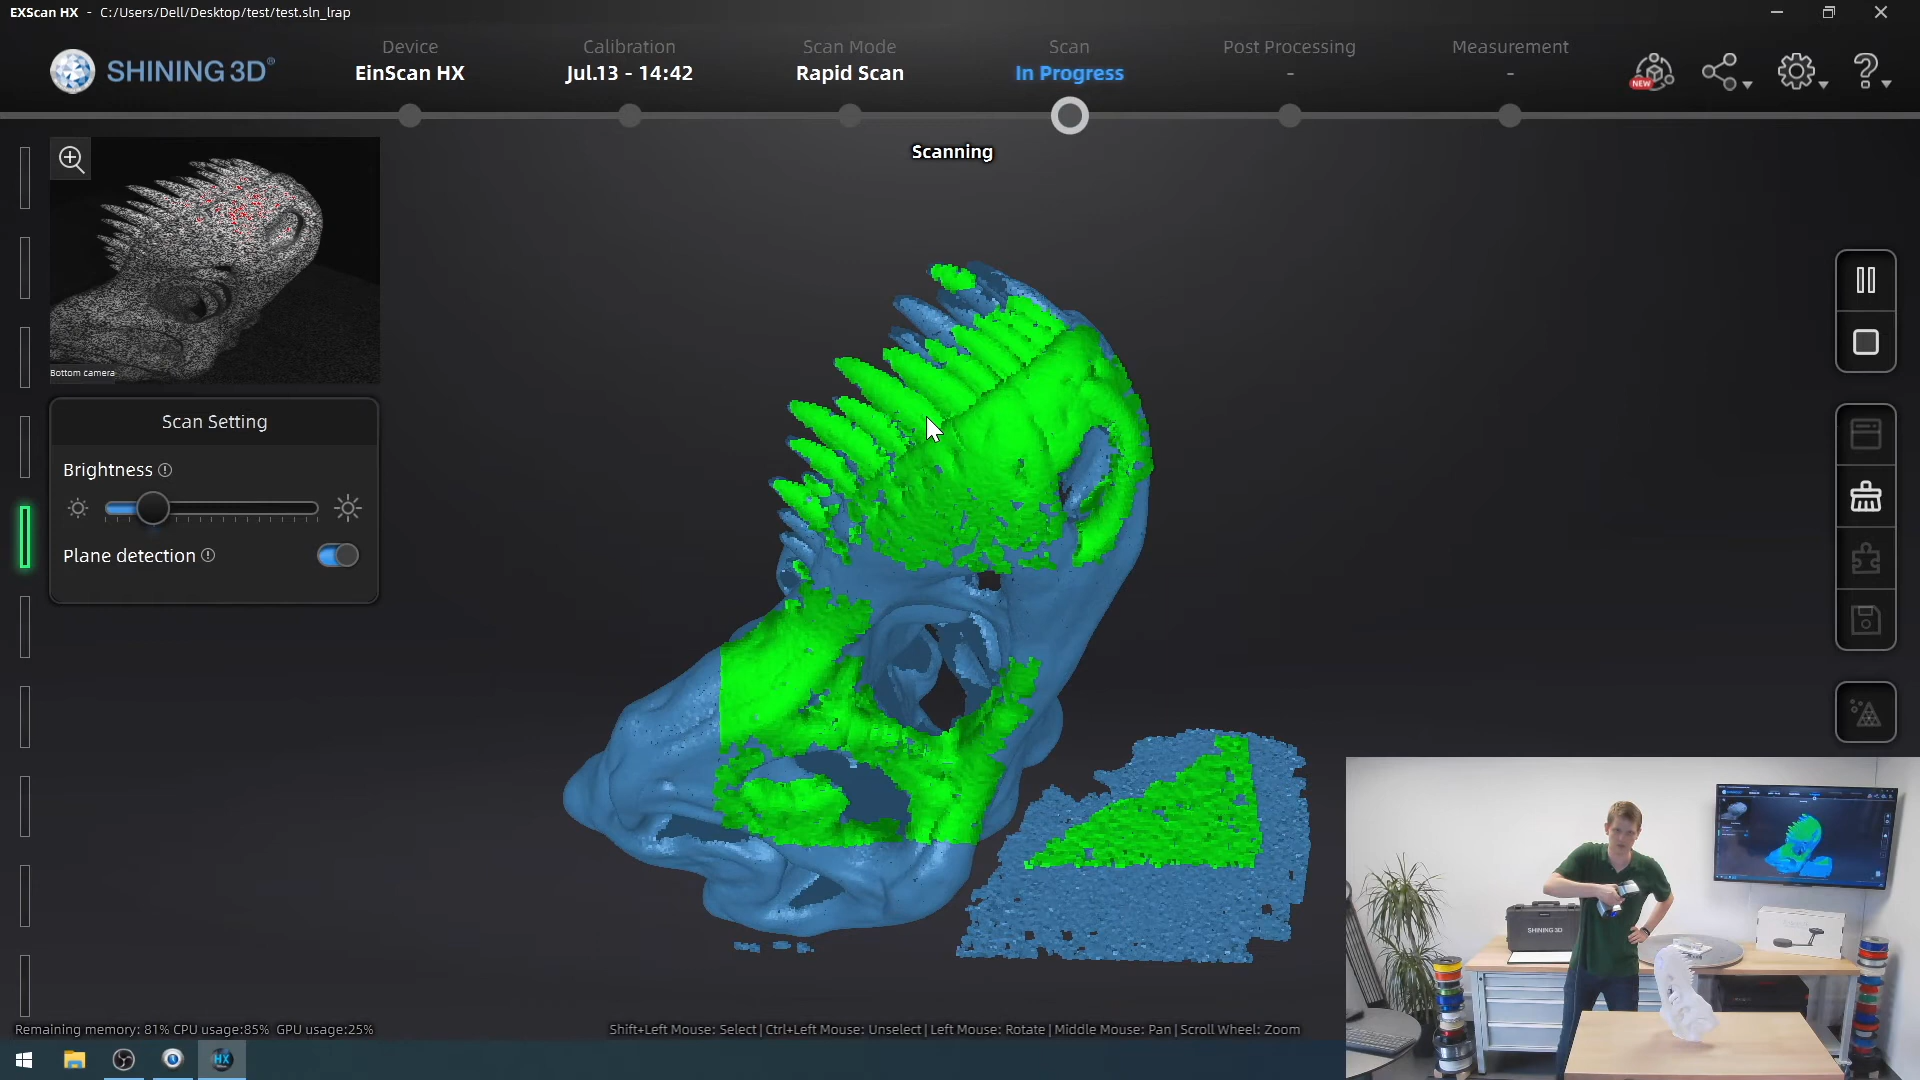 EXScan HX - C:/Users/Dell/Desktop/test/test.sln_lrap
SHINING 3D®
Device
EinScan HX
Calibration
Jul.13 - 14:42
Scan Mode
Rapid Scan
Scan
In Progress
Post Processing
-
Measurement
-
NEW
Scanning
Bottom camera
Scan Setting
Brightness
Plane detection
SHINING 3D
Remaining memory: 81% CPU usage:85% GPU usage:25%
Shift+Left Mouse: Select | Ctrl+Left Mouse: Unselect | Left Mouse: Rotate | Middle Mouse: Pan | Scroll Wheel: Zoom
HX